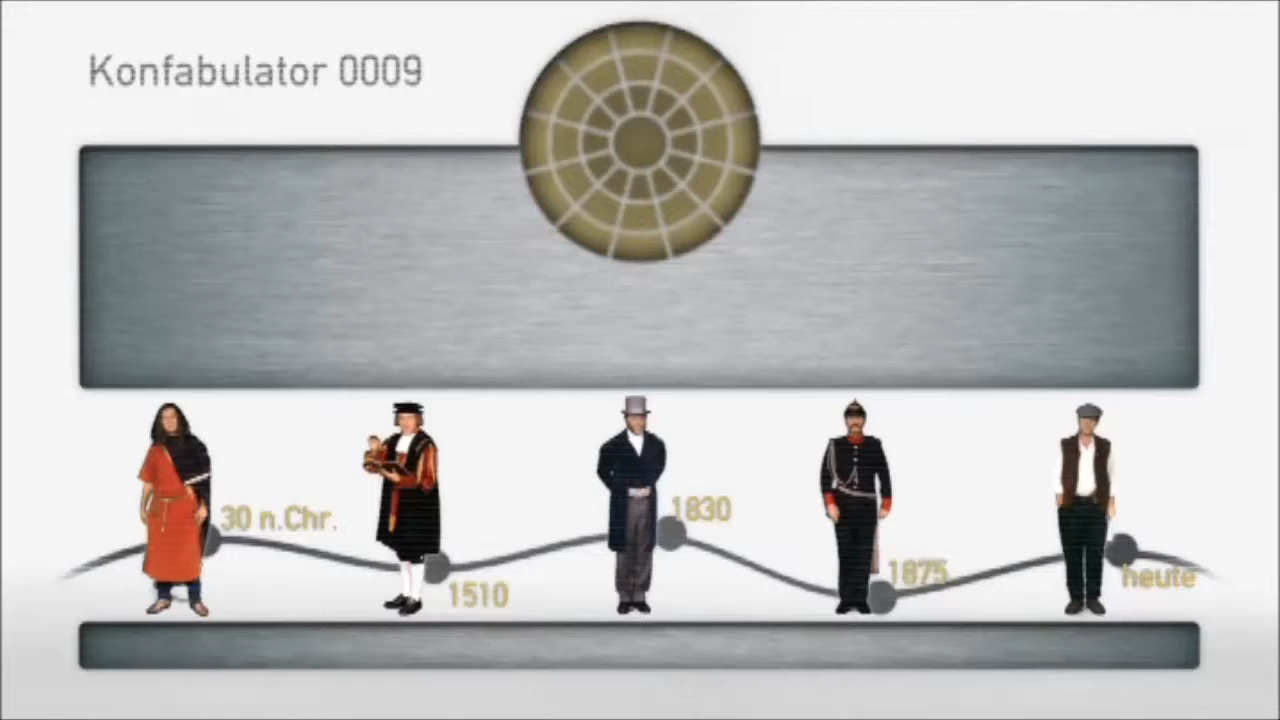 Konfabulator 0009
30 n.Chr.
1510
1830
1875
heute